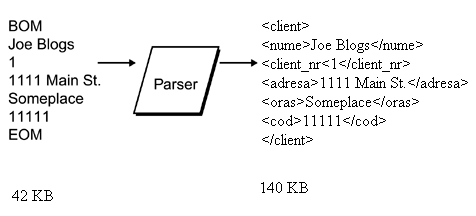 BOM
Joe Blogs
1
1111 Main St.
Someplace
11111
EOM
42 KB
Parser
<client>
<nume>Joe Blogs</nume>
<client_nr<1</client_nr>
<adresa>1111 Main St.</adresa>
<oras>Someplace</oras>
<cod>11111</cod>
</client>
140 KB